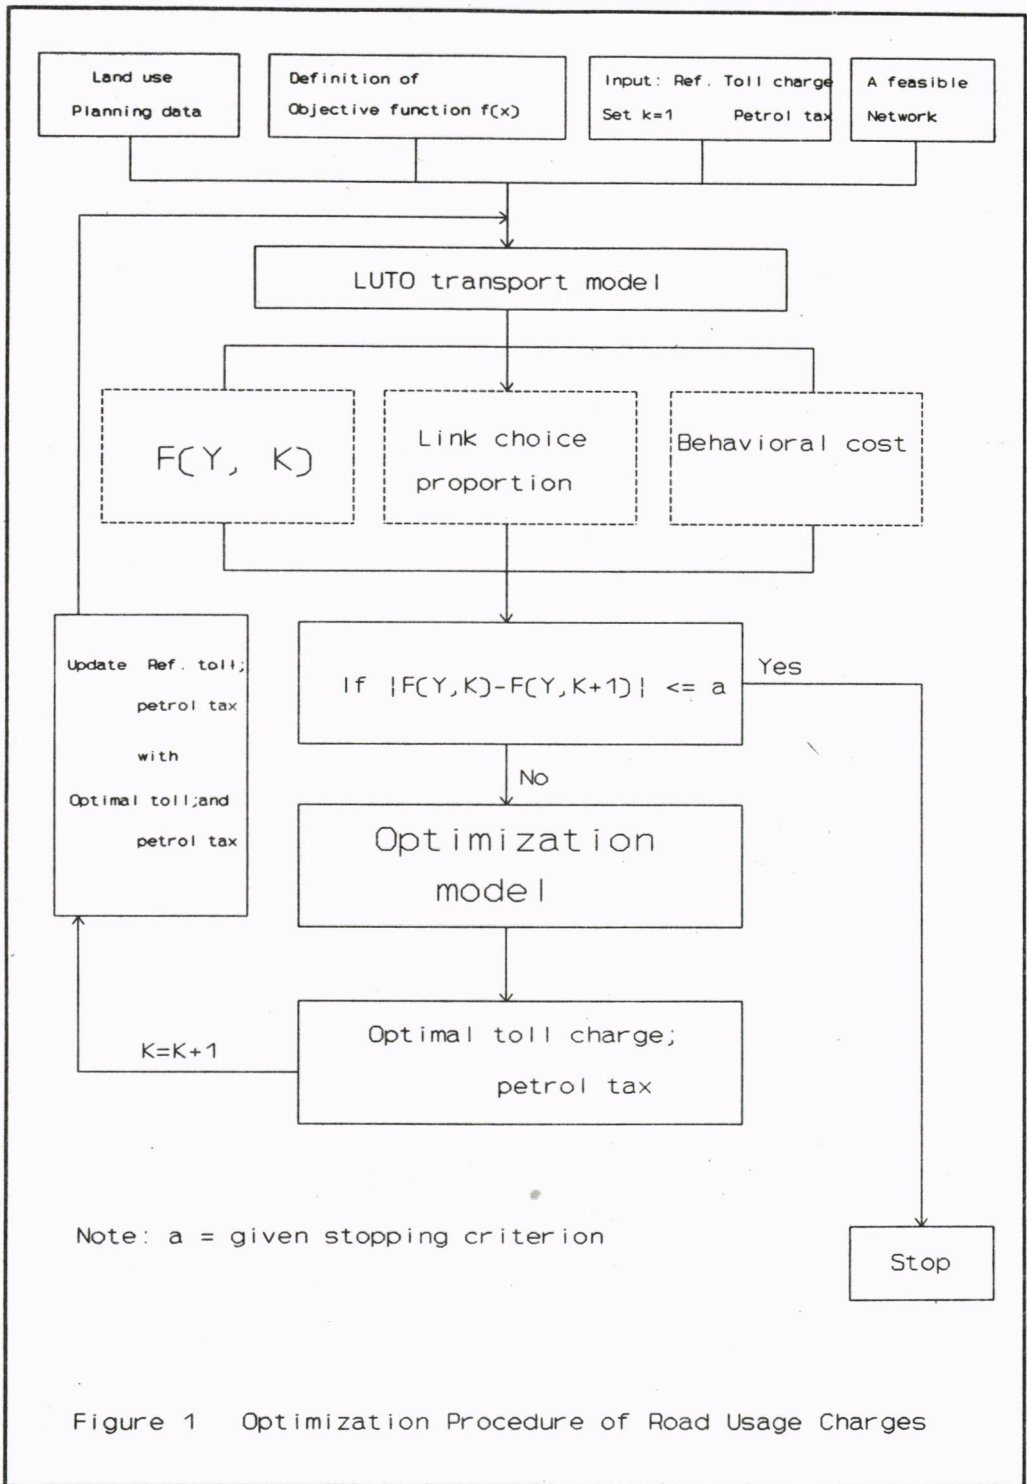 Land use
Planning data
Definition of
Objective function f(x)
Input: Ref. Toll charge
Set k=1 Petrol tax
A feasible
Network
LUTO transport model
F(Y, K)
Link choice
proportion
Behavioral cost
If |F(Y,K)-F(Y,K+1)| <= a
Yes
No
Optimization
model
Optimal toll charge;
petrol tax
K=K+1
Update Ref. toll;
petrol tax
with
Optimal toll;and
petrol tax
Stop
Note: a = given stopping criterion
Figure 1 Optimization Procedure of Road Usage Charges